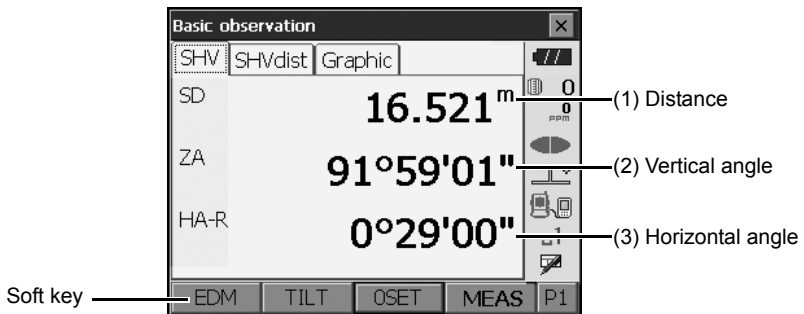 Basic observation
SHV SHVdist Graphic
SD 16.521 m
0
0
ppm
(1) Distance
ZA 91°59'01"
(2) Vertical angle
HA-R 0°29'00"
1
(3) Horizontal angle
Soft key
EDM TILT 0SET MEAS P1